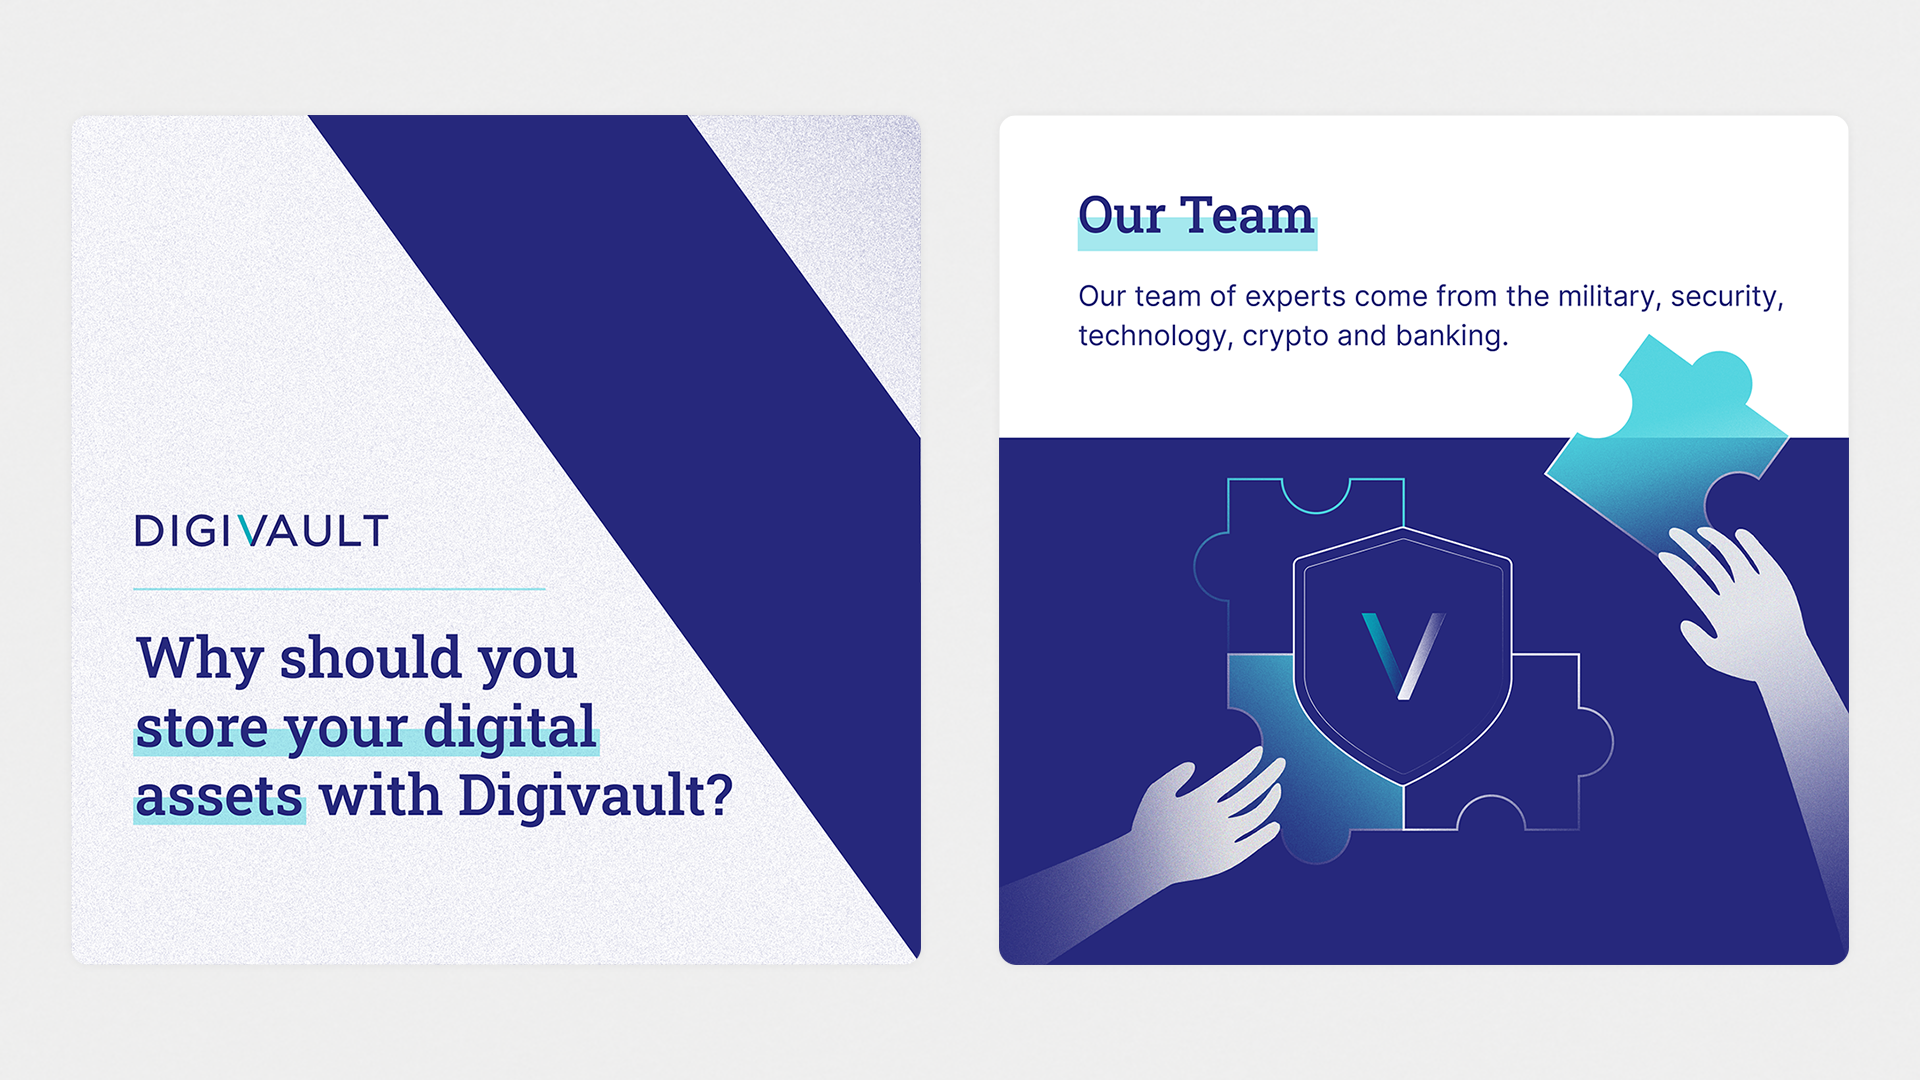 DIGIVAULT
Why should you
store your digital
assets with Digivault?
Our Team
Our team of experts come from the military, security,
technology, crypto and banking.
V